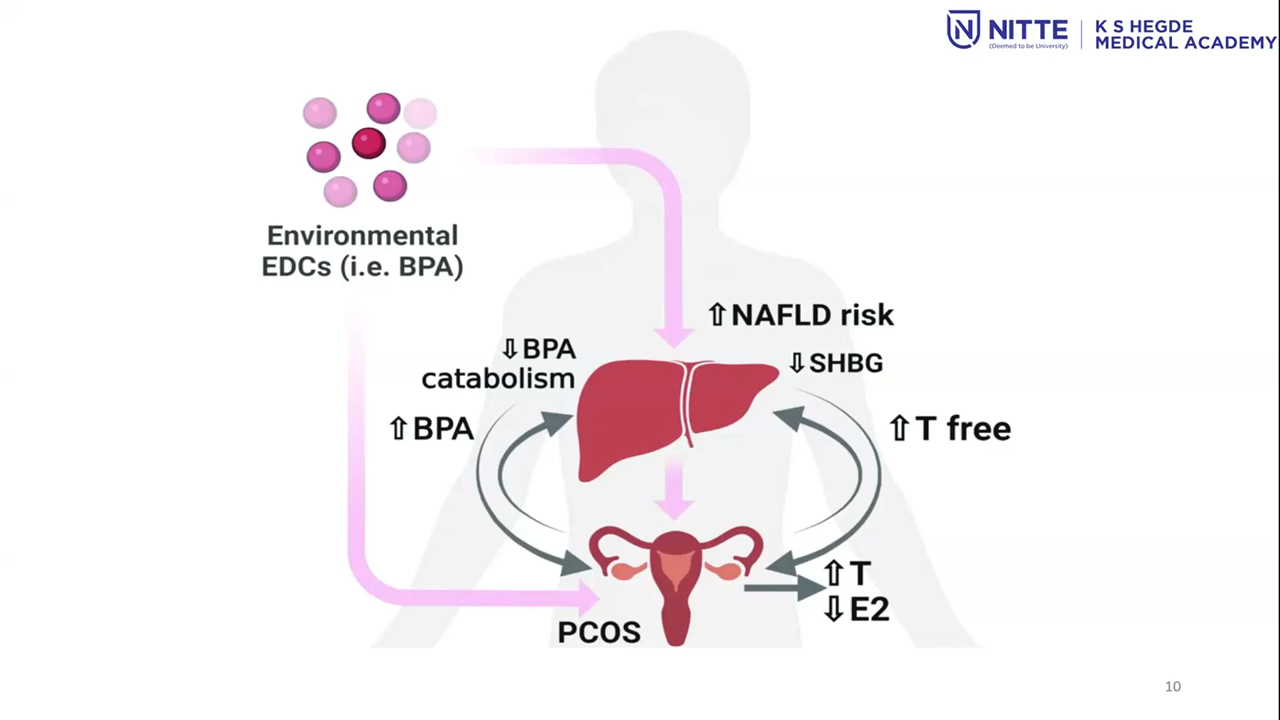 NITTE
(Deemed to be University)
K S HEGDE
MEDICAL ACADEMY
Environmental
EDCs (i.e. BPA)
⇧NAFLD risk
⇩BPA
catabolism
⇩SHBG
⇧BPA
⇧T free
⇧T
⇩E2
PCOS
10